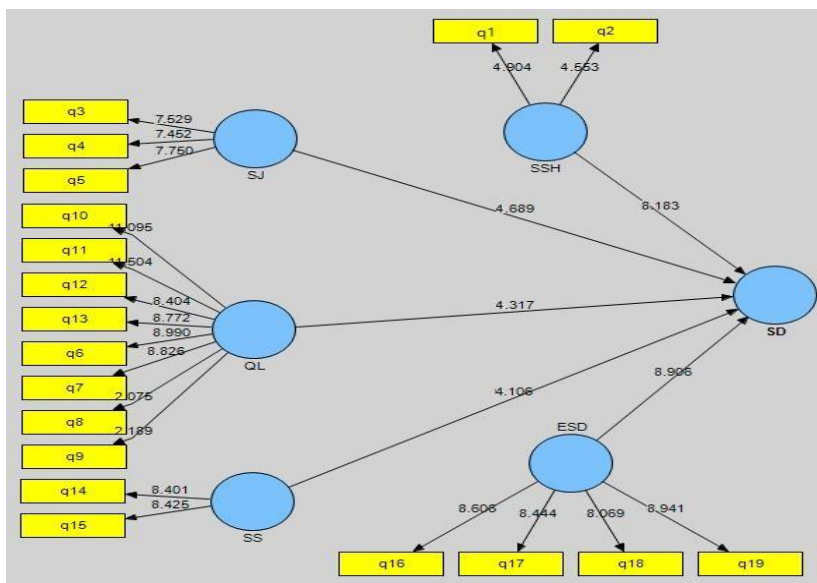 q1
q2
4.904
4.553
SSH
q3
q4
q5
7.529
7.452
7.750
SJ
4.689
8.183
q10
q11
q12
q13
q6
q7
q8
q9
11.095
11.504
8.404
8.772
8.990
8.826
2.075
2.189
QL
4.317
SD
4.106
8.906
q14
q15
8.401
8.425
SS
ESD
8.606
8.444
8.069
8.941
q16
q17
q18
q19